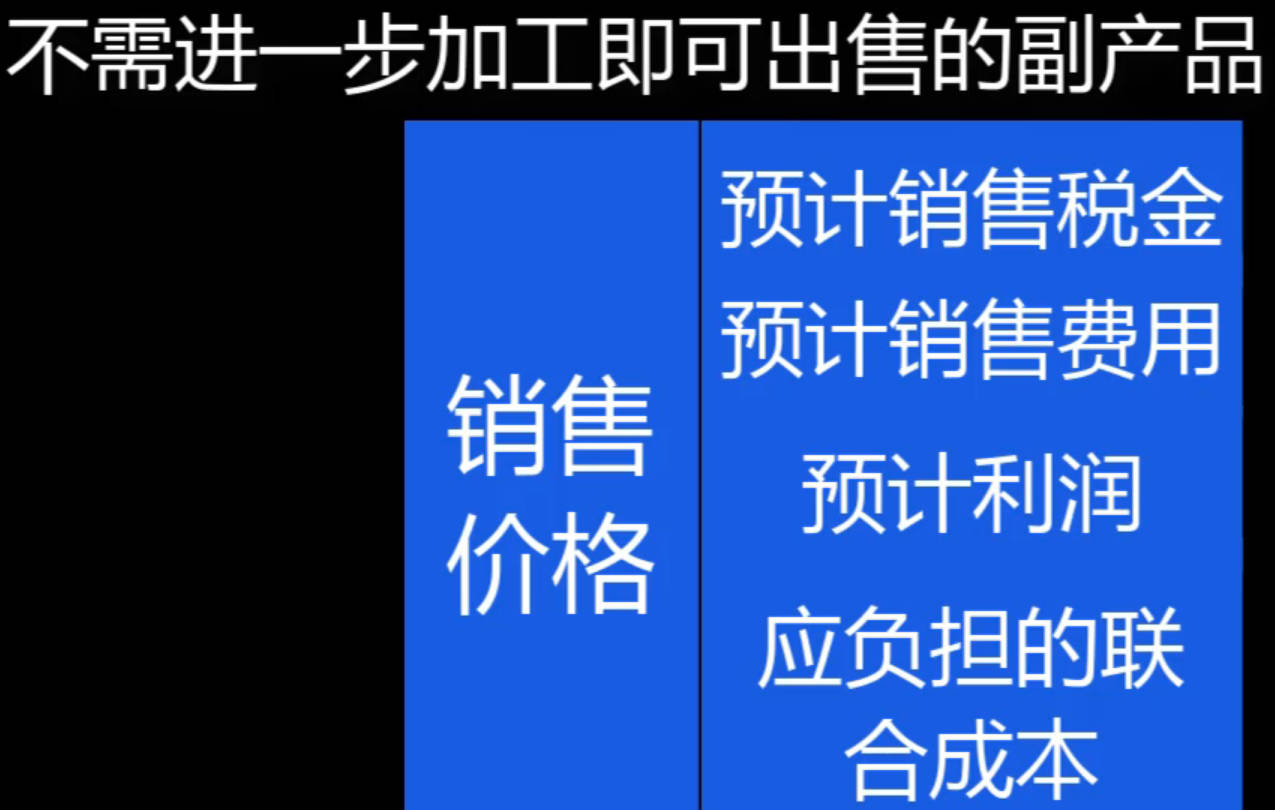 不需进一步加工即可出售的副产品
销售
价格
预计销售税金
预计销售费用
预计利润
应负担的联
合成本